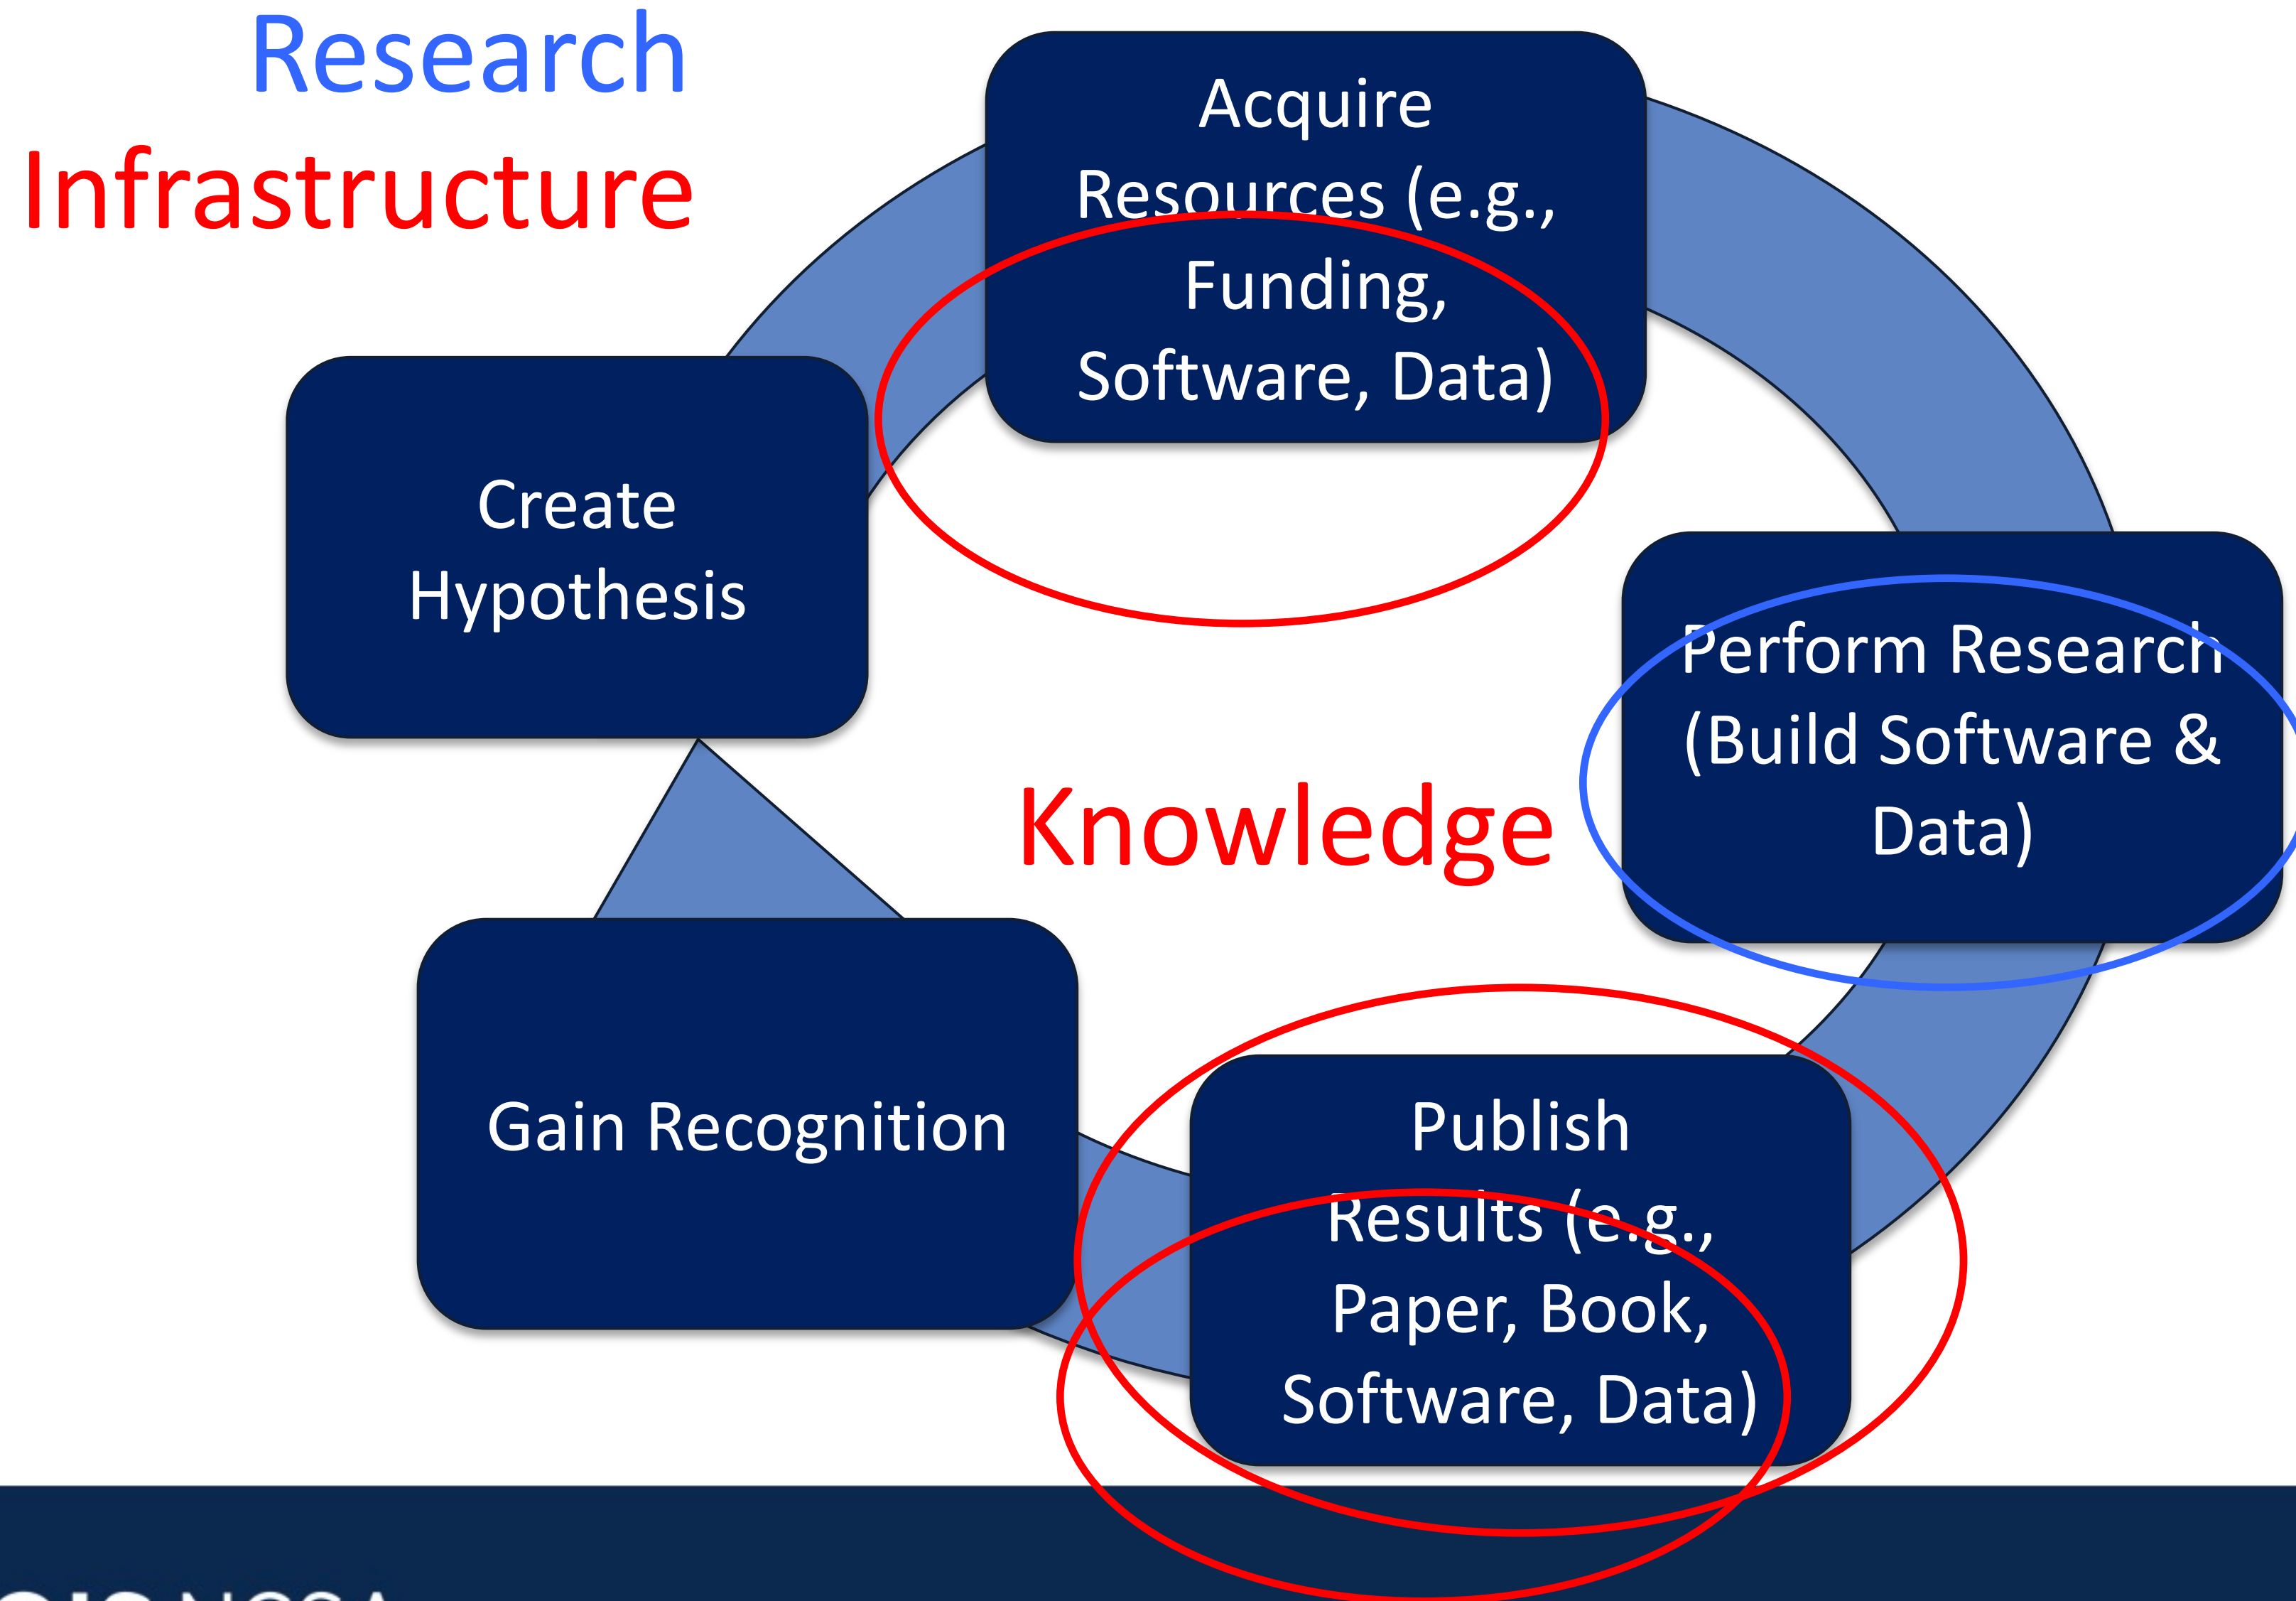 Research
Infrastructure
Acquire
Resources (e.g.,
Funding,
Software, Data)
Create
Hypothesis
Perform Research
(Build Software &
Data)
Knowledge
Gain Recognition
Publish
Results (e.g.,
Paper, Book,
Software, Data)
NCSA